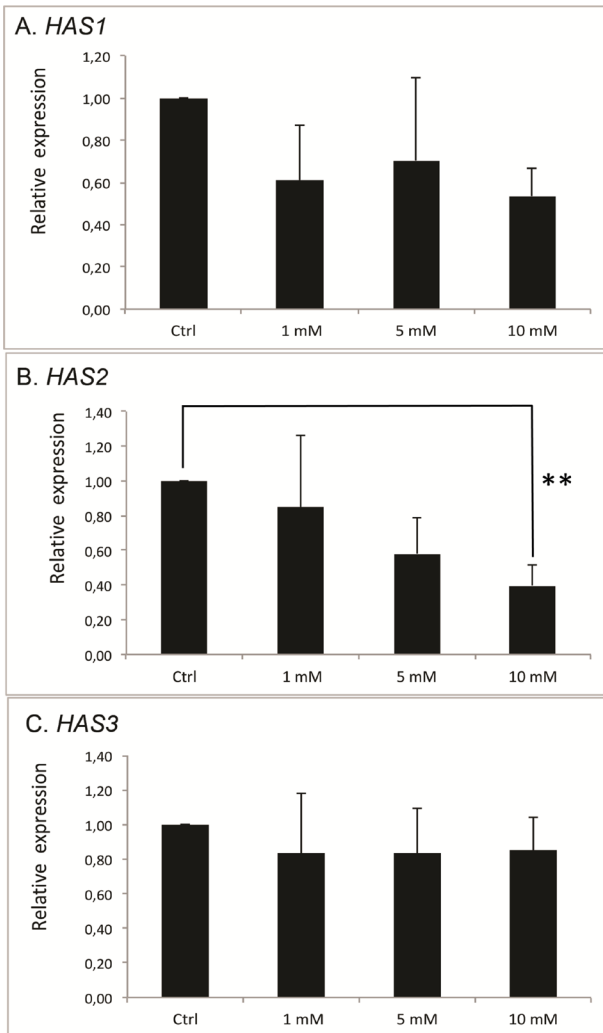 A. HAS1
Relative expression
1,20
1,00
0,80
0,60
0,40
0,20
0,00
Ctrl 1 mM 5 mM 10 mM
B. HAS2
Relative expression
1,40
1,20
1,00
0,80
0,60
0,40
0,20
0,00
**
Ctrl 1 mM 5 mM 10 mM
C. HAS3
Relative expression
1,40
1,20
1,00
0,80
0,60
0,40
0,20
0,00
Ctrl 1 mM 5 mM 10 mM